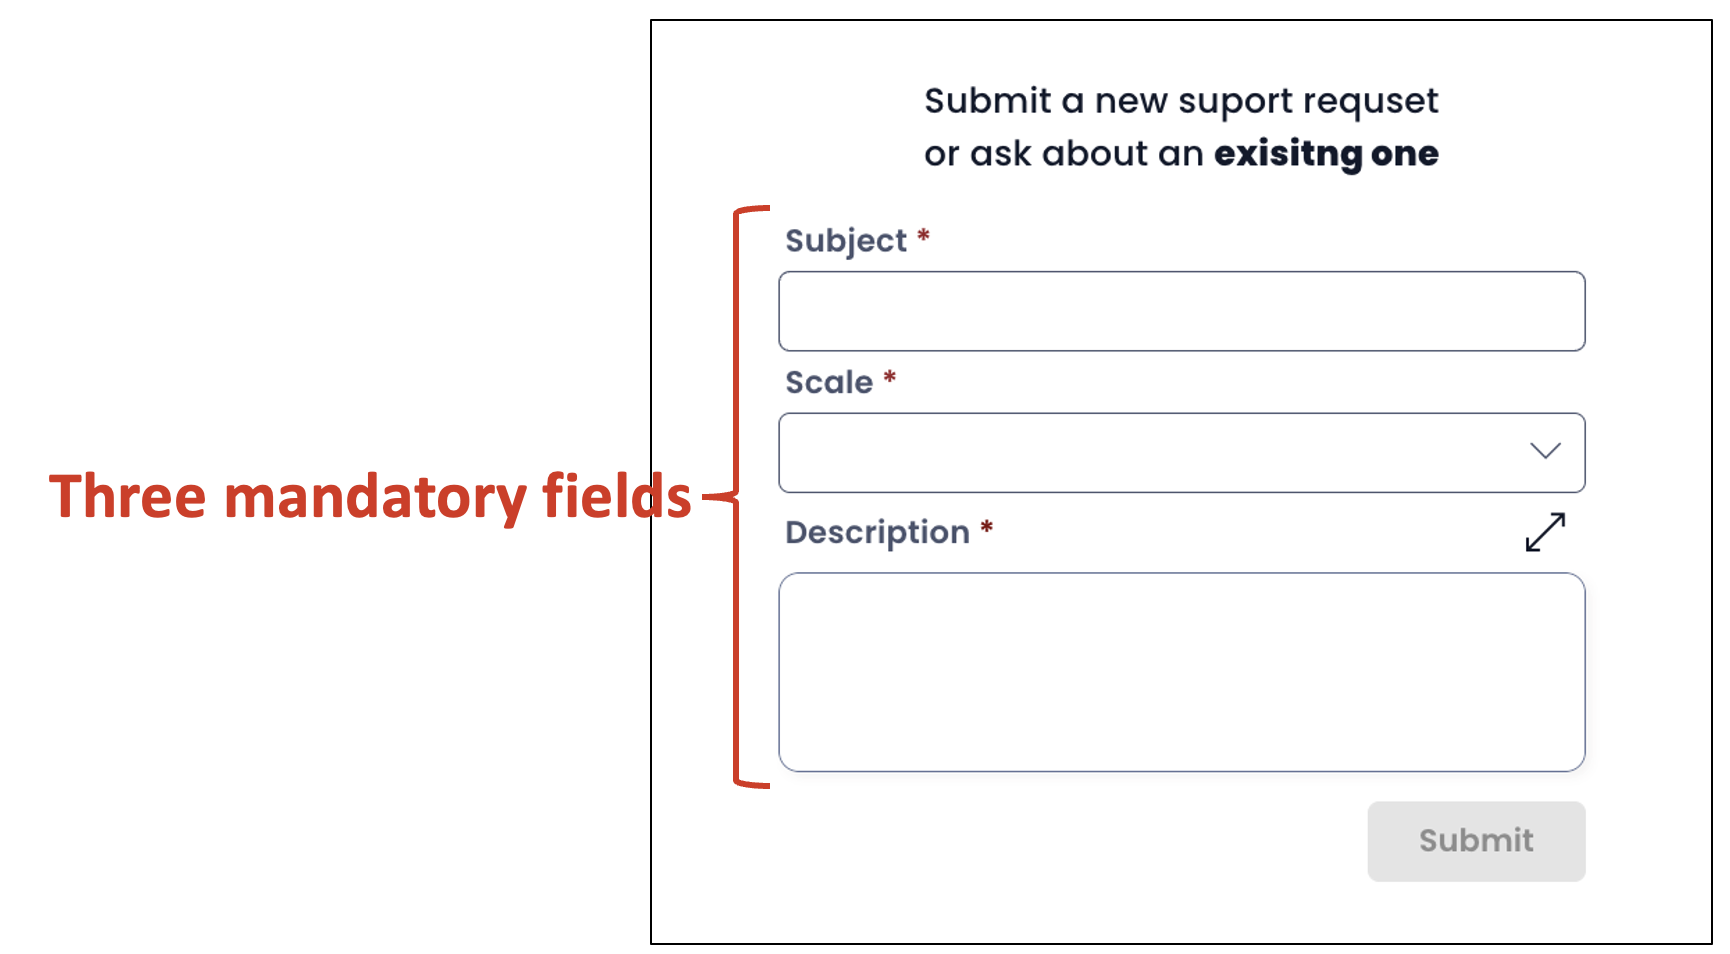 Submit a new suport requset
or ask about an exisitng one
Subject *
Scale *
Three mandatory fields
Description *
Submit